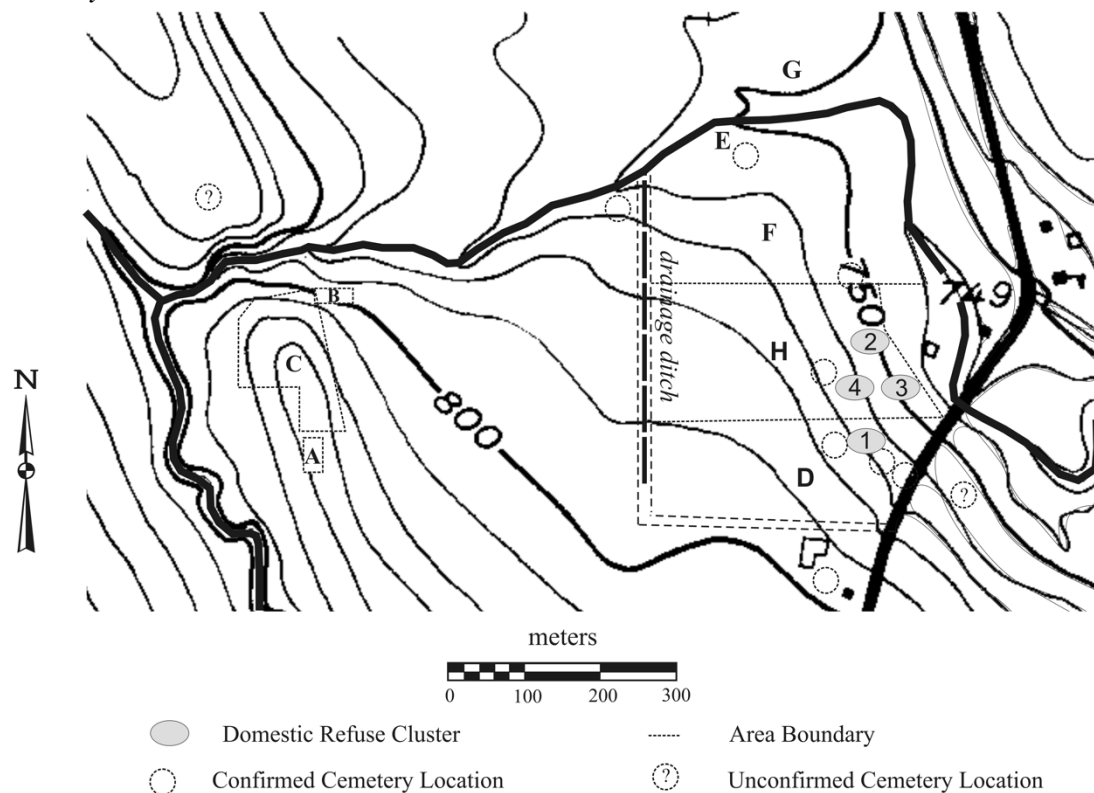 G
E
?
F
drainage ditch
750
749
B
2
N
H
C
4
3
800
1
A
D
?
meters
0 100 200 300
Domestic Refuse Cluster
Area Boundary
Confirmed Cemetery Location
? Unconfirmed Cemetery Location